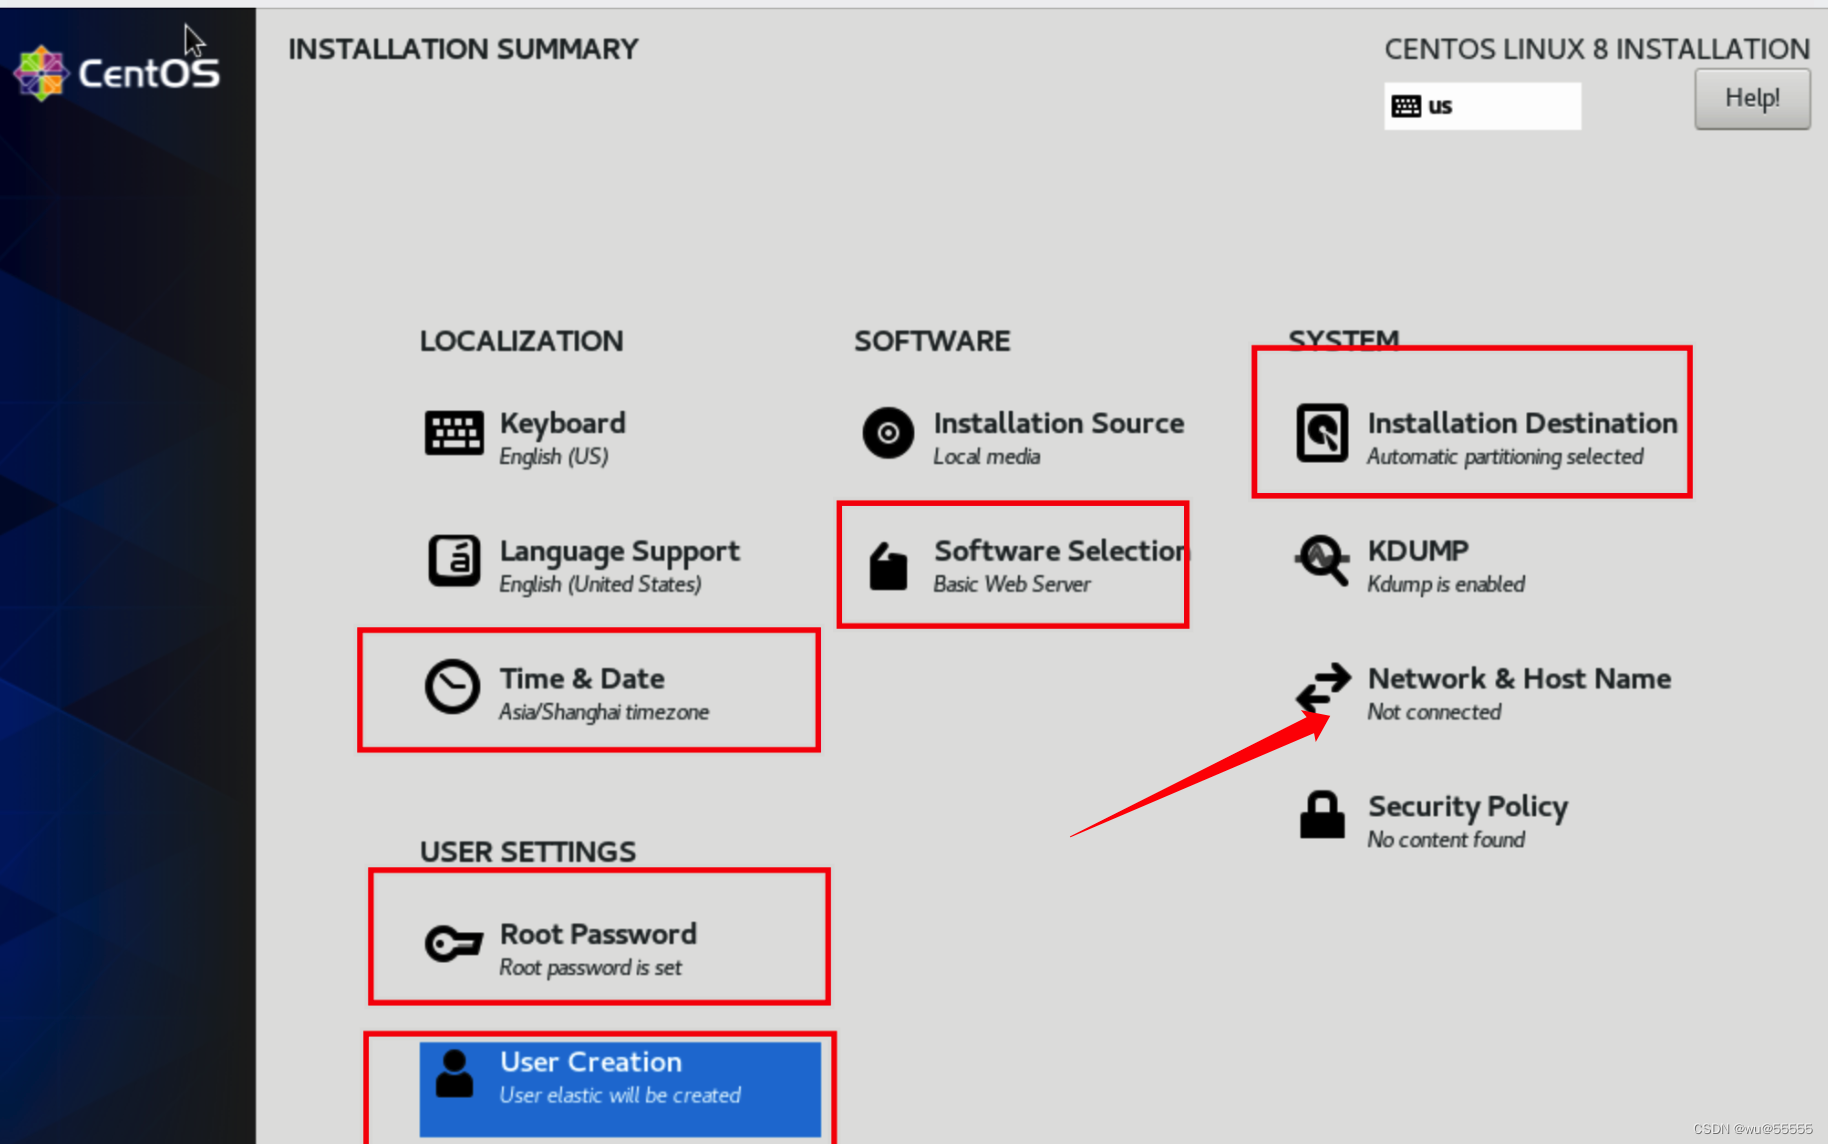 CentOS
INSTALLATION SUMMARY
CENTOS LINUX 8 INSTALLATION
us
Help!
LOCALIZATION
Keyboard
English (US)
Language Support
English (United States)
Time & Date
Asia/Shanghai timezone
SOFTWARE
Installation Source
Local media
Software Selection
Basic Web Server
SYSTEM
Installation Destination
Automatic partitioning selected
KDUMP
Kdump is enabled
Network & Host Name
Not connected
Security Policy
No content found
USER SETTINGS
Root Password
Root password is set
User Creation
User elastic will be created
CSDN @wu@55555